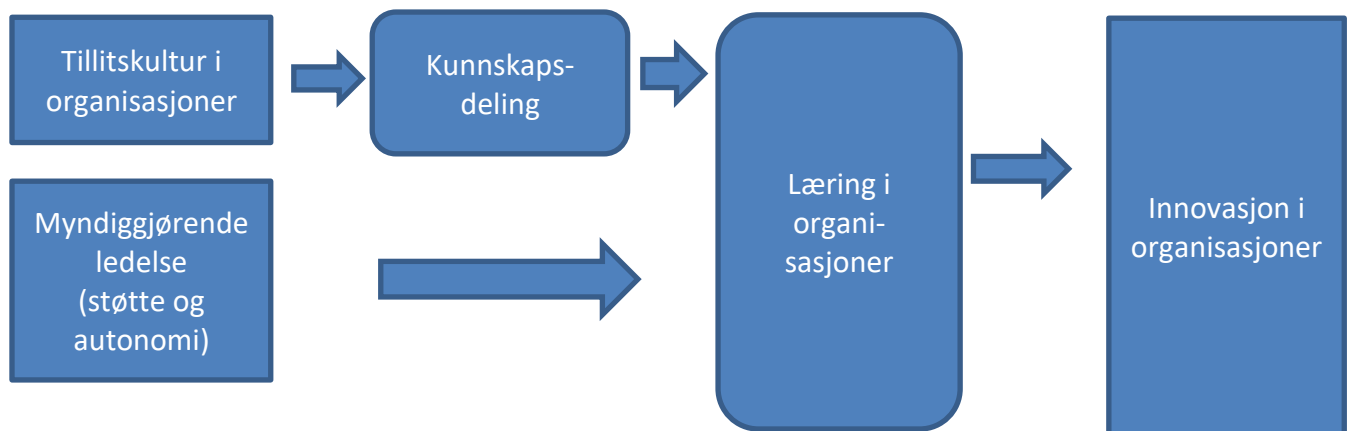 Tillitskultur i
organisasjoner
Kunnskaps-
deling
Myndiggjørende
ledelse
(støtte og
autonomi)
Læring i
organi-
sasjoner
Innovasjon i
organisasjoner